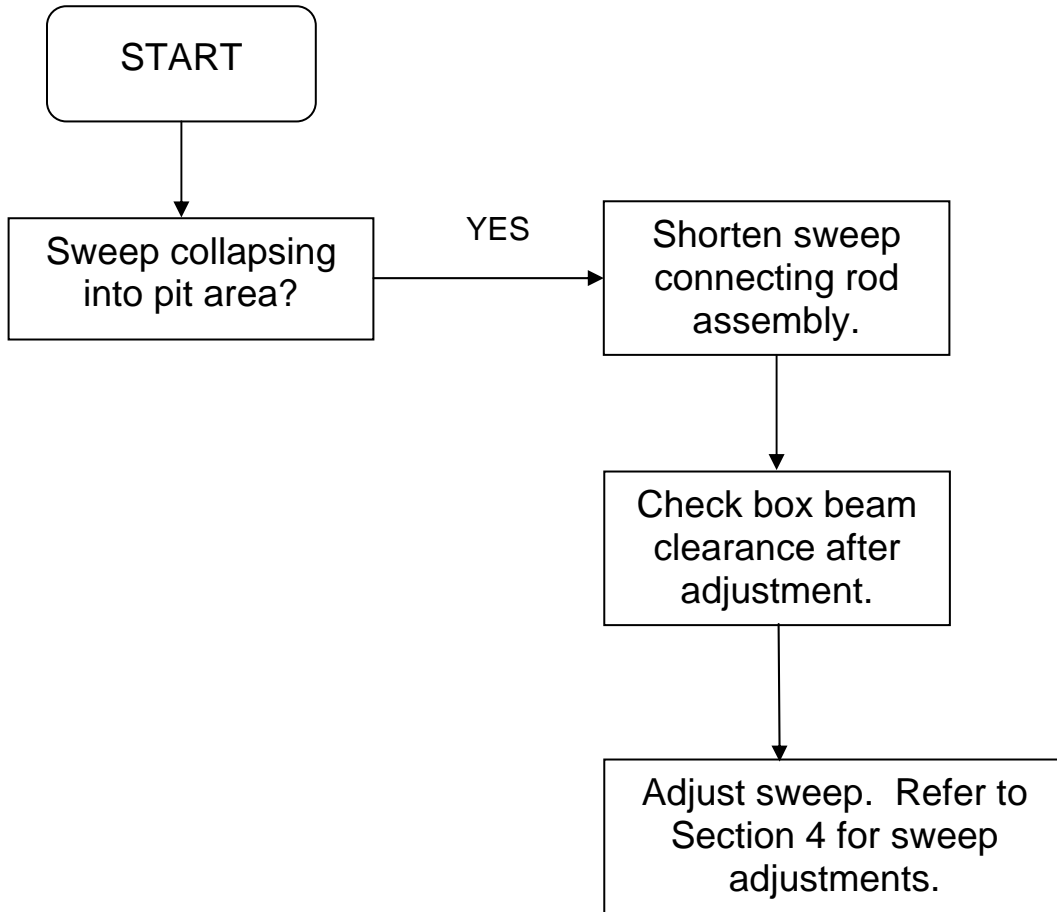 START
Sweep collapsing
into pit area?
YES
Shorten sweep
connecting rod
assembly.
Check box beam
clearance after
adjustment.
Adjust sweep.  Refer to
Section 4 for sweep
adjustments.